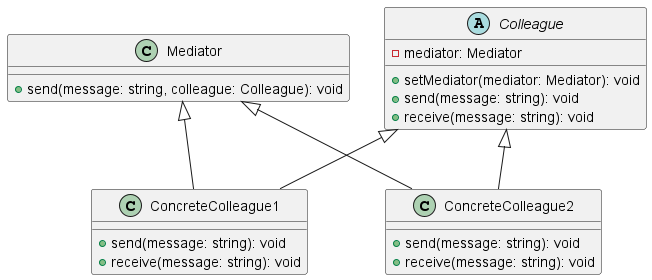 C Mediator
send(message: string, colleague: Colleague): void
A Colleague
mediator: Mediator
setMediator(mediator: Mediator): void
send(message: string): void
receive(message: string): void
C ConcreteColleague1
send(message: string): void
receive(message: string): void
C ConcreteColleague2
send(message: string): void
receive(message: string): void